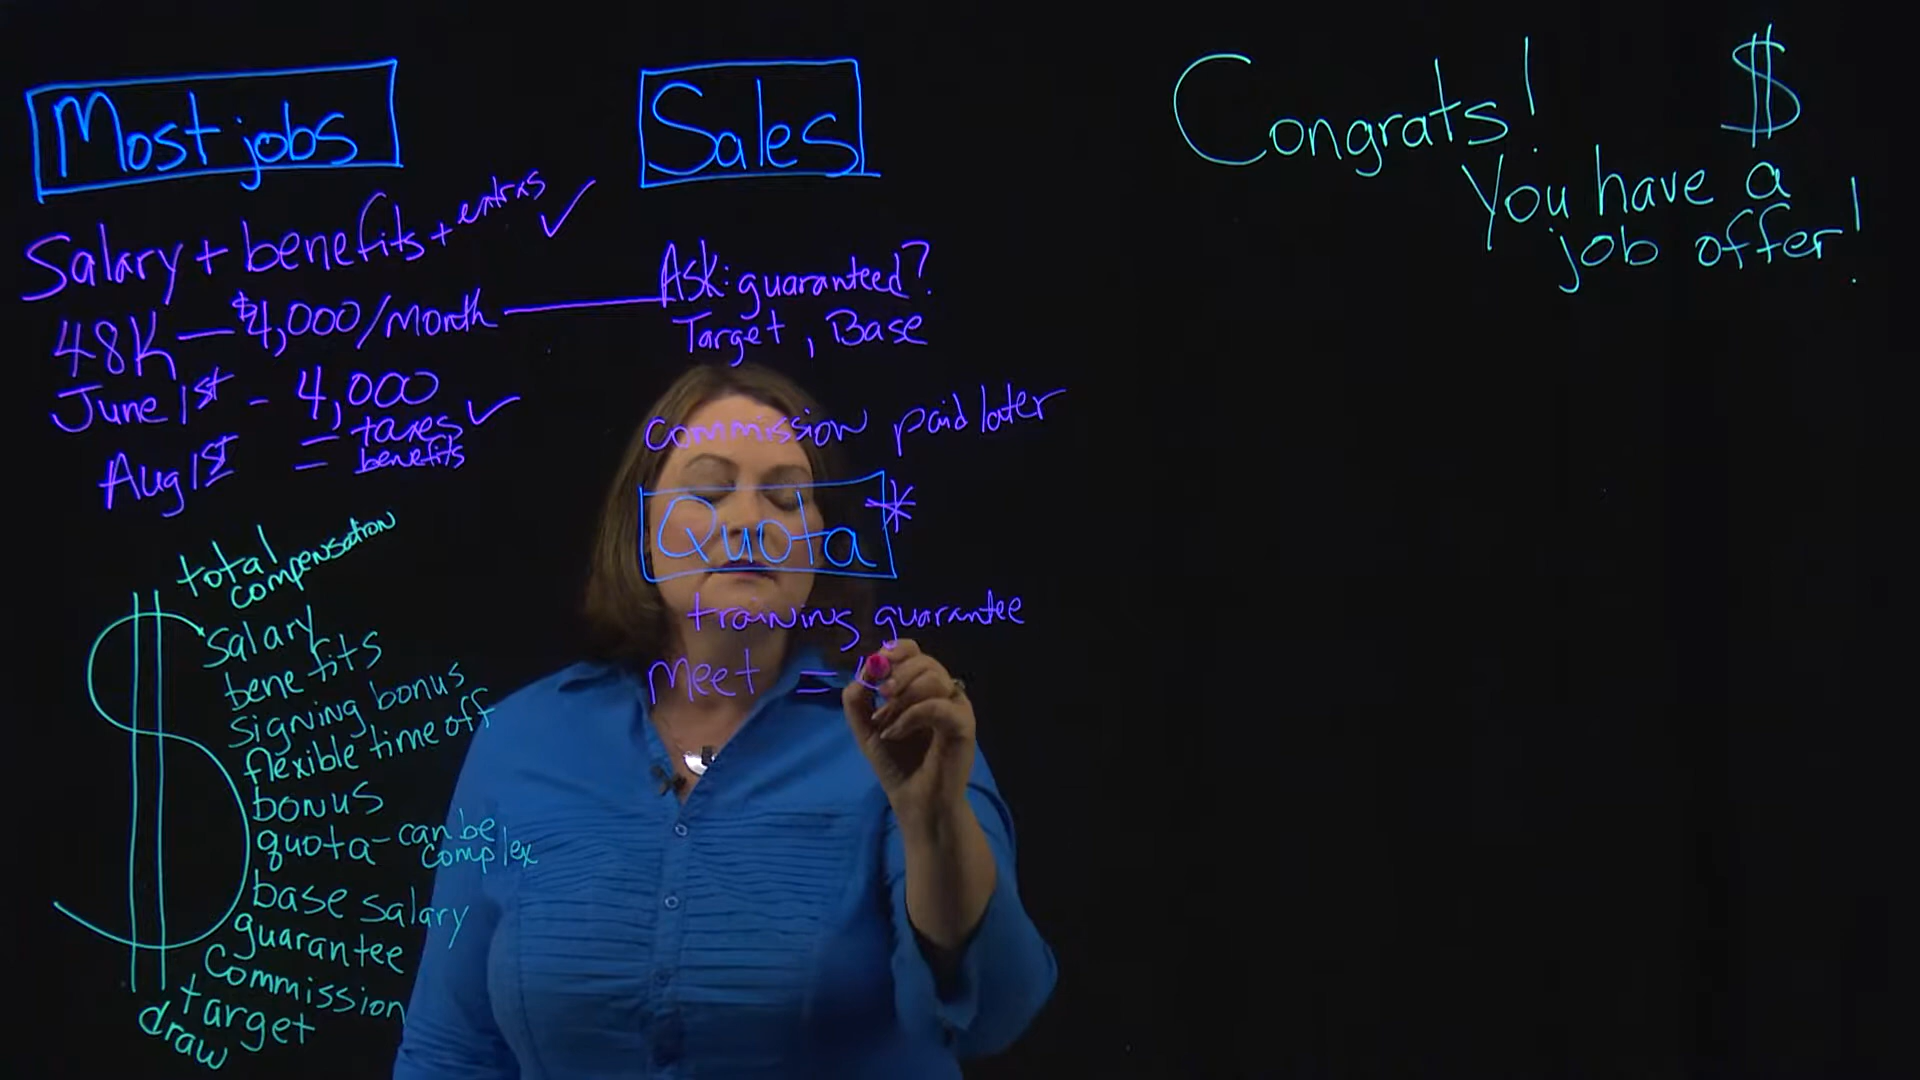 Most jobs
Salary + benefits + extras ✓
48K — $4,000/month
June 1st - 4,000
= taxes ✓
Aug 1st = benefits
total
compensation
salary
benefits
signing bonus
flexible time off
bonus
quota - can be
complex
base salary
guarantee
commission
target
draw
Sales
Ask: guaranteed?
Target, Base
commission paid later
Quota *
training guarantee
Meet =
Congrats! $
You have a
job offer!